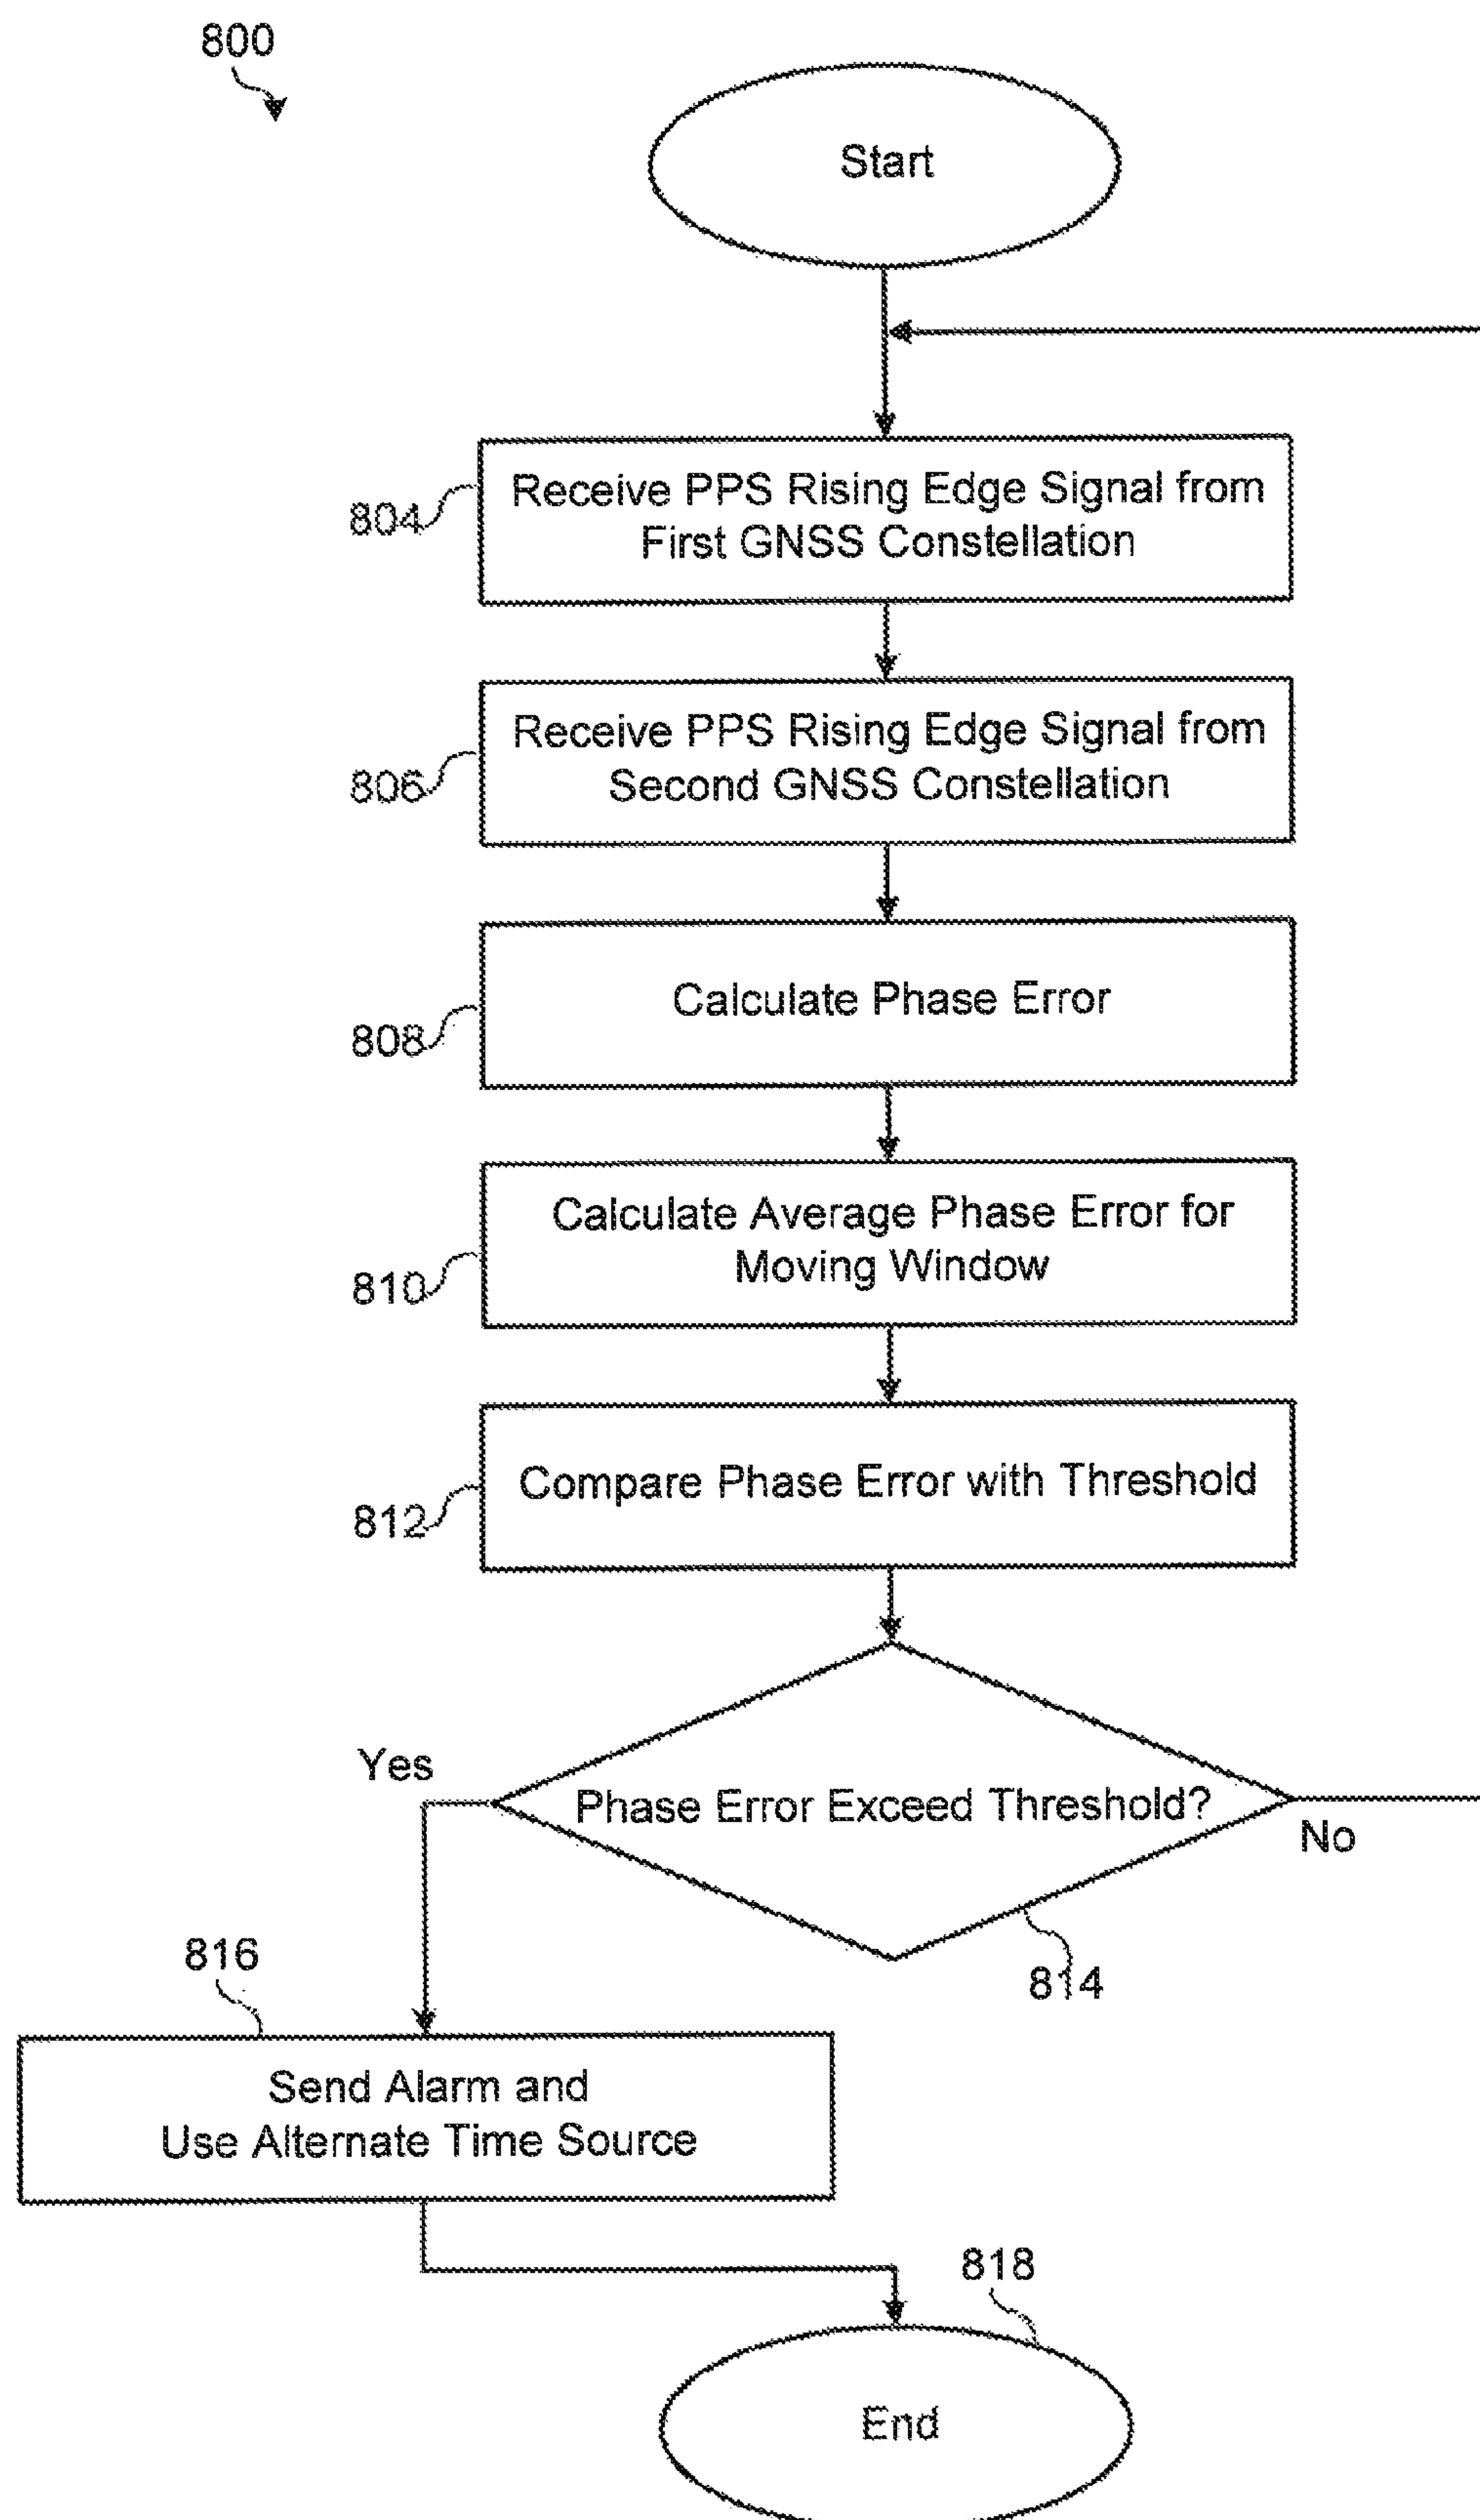 800
Start
804
Receive PPS Rising Edge Signal from
First GNSS Constellation
806
Receive PPS Rising Edge Signal from
Second GNSS Constellation
808
Calculate Phase Error
810
Calculate Average Phase Error for
Moving Window
812
Compare Phase Error with Threshold
Yes
Phase Error Exceed Threshold?
No
814
816
Send Alarm and
Use Alternate Time Source
818
End